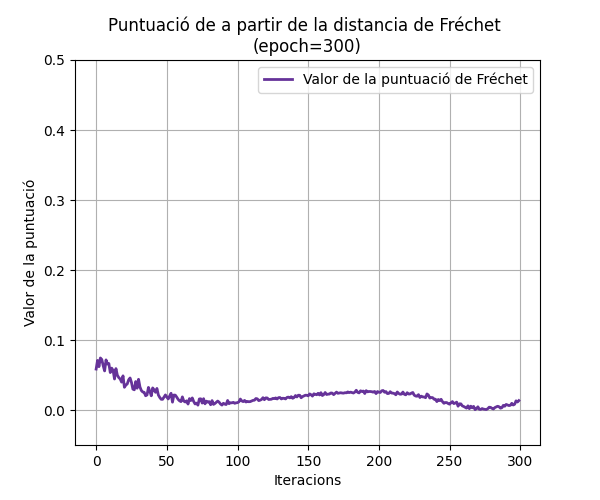 Puntuació de a partir de la distancia de Fréchet
(epoch=300)
Valor de la puntuació de Fréchet
Valor de la puntuació
0.5
0.4
0.3
0.2
0.1
0.0
0 50 100 150 200 250 300
Iteracions